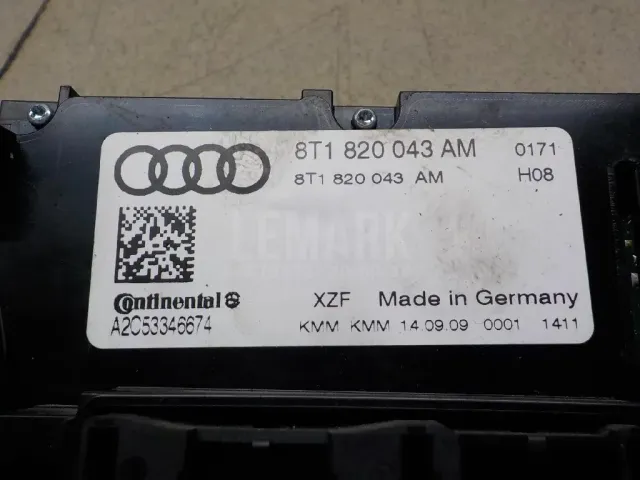 8T1 820 043 AM 0171
8T1 820 043 AM H08
LEMARK
Continental XZF Made in Germany
A2C53346674 KMM KMM 14.09.09 0001 1411